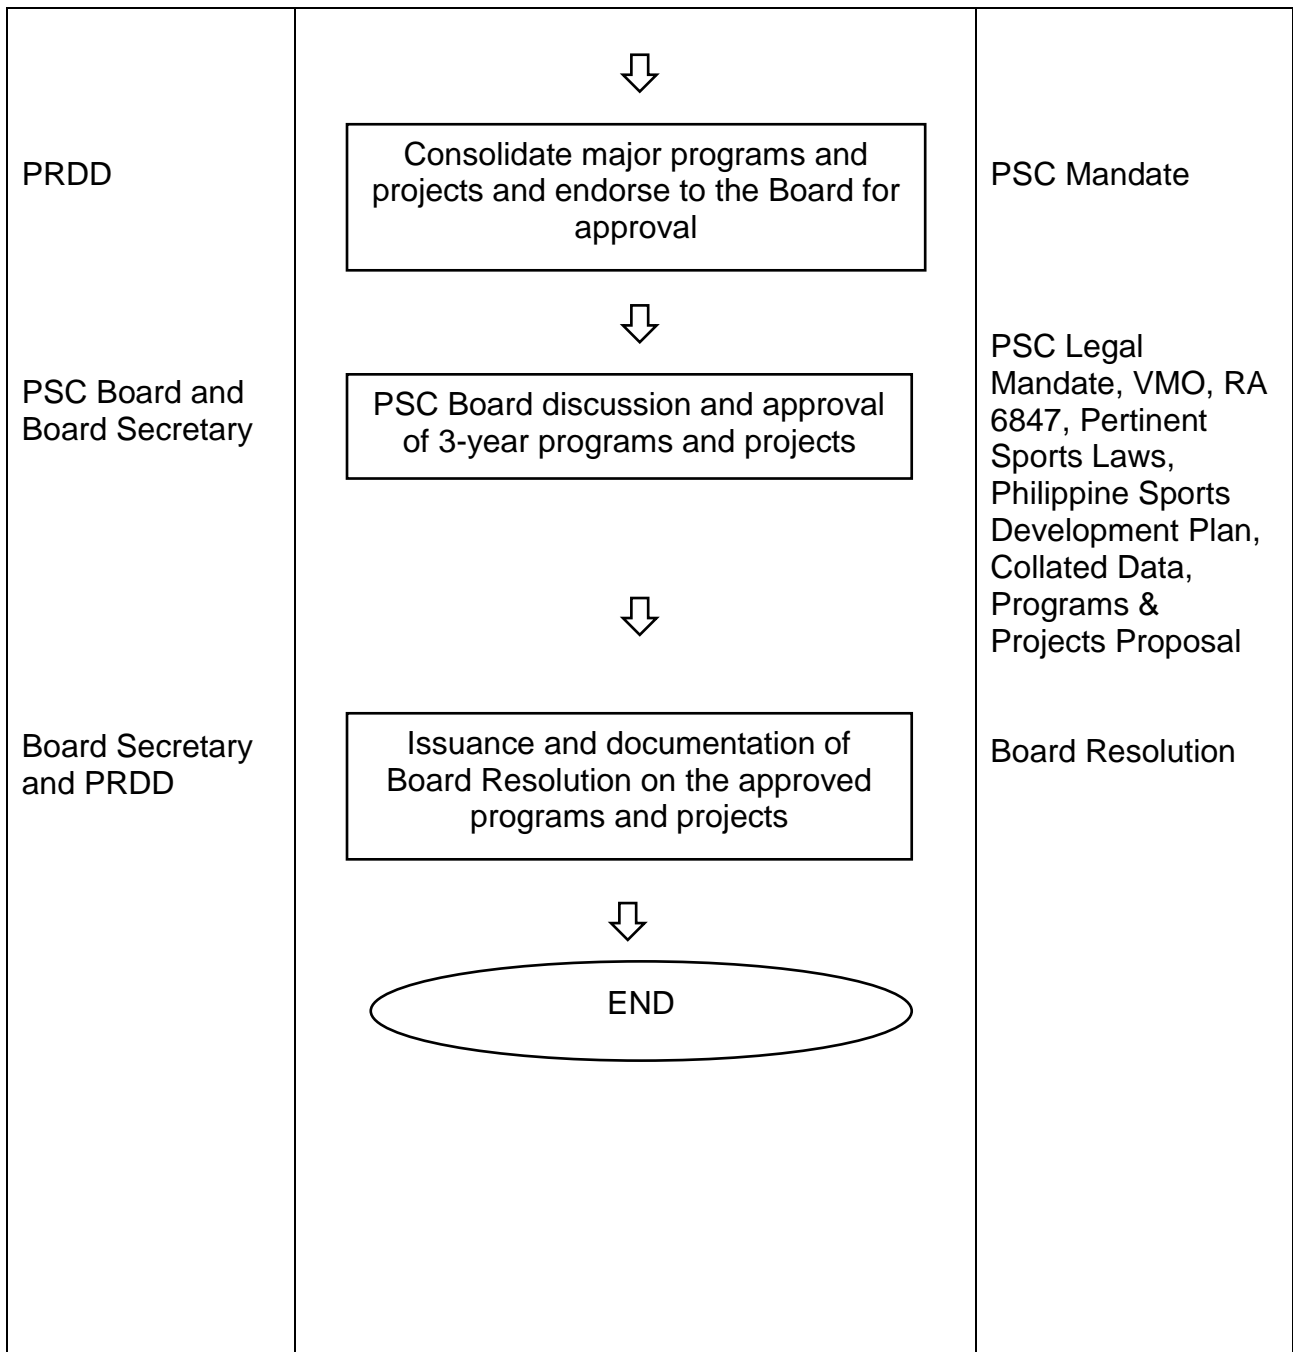 PRDD
Consolidate major programs and
projects and endorse to the Board for
approval
PSC Mandate
PSC Board and
Board Secretary
PSC Board discussion and approval
of 3-year programs and projects
PSC Legal
Mandate, VMO, RA
6847, Pertinent
Sports Laws,
Philippine Sports
Development Plan,
Collated Data,
Programs &
Projects Proposal
Board Secretary
and PRDD
Issuance and documentation of
Board Resolution on the approved
programs and projects
Board Resolution
END